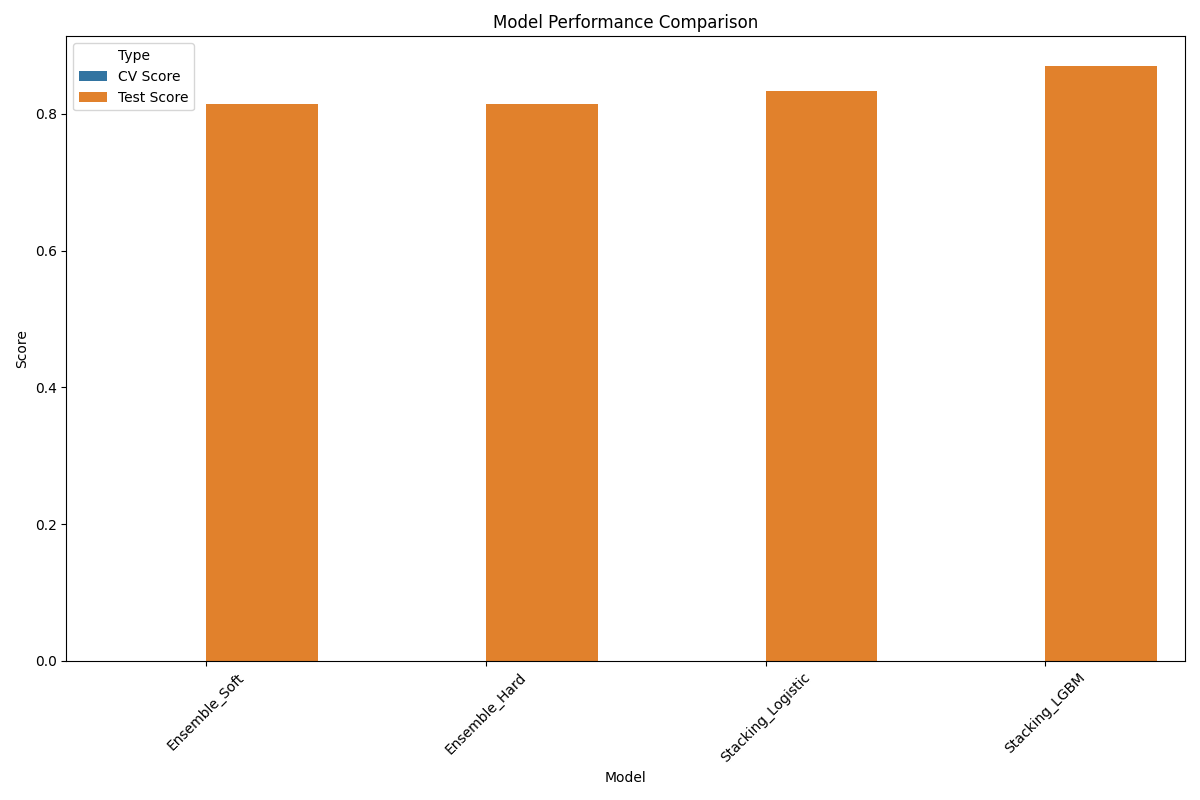 Model Performance Comparison
Type
CV Score
Test Score
0.8
0.6
0.4
0.2
0.0
Score
Ensemble_Soft
Ensemble_Hard
Stacking_Logistic
Stacking_LGBM
Model